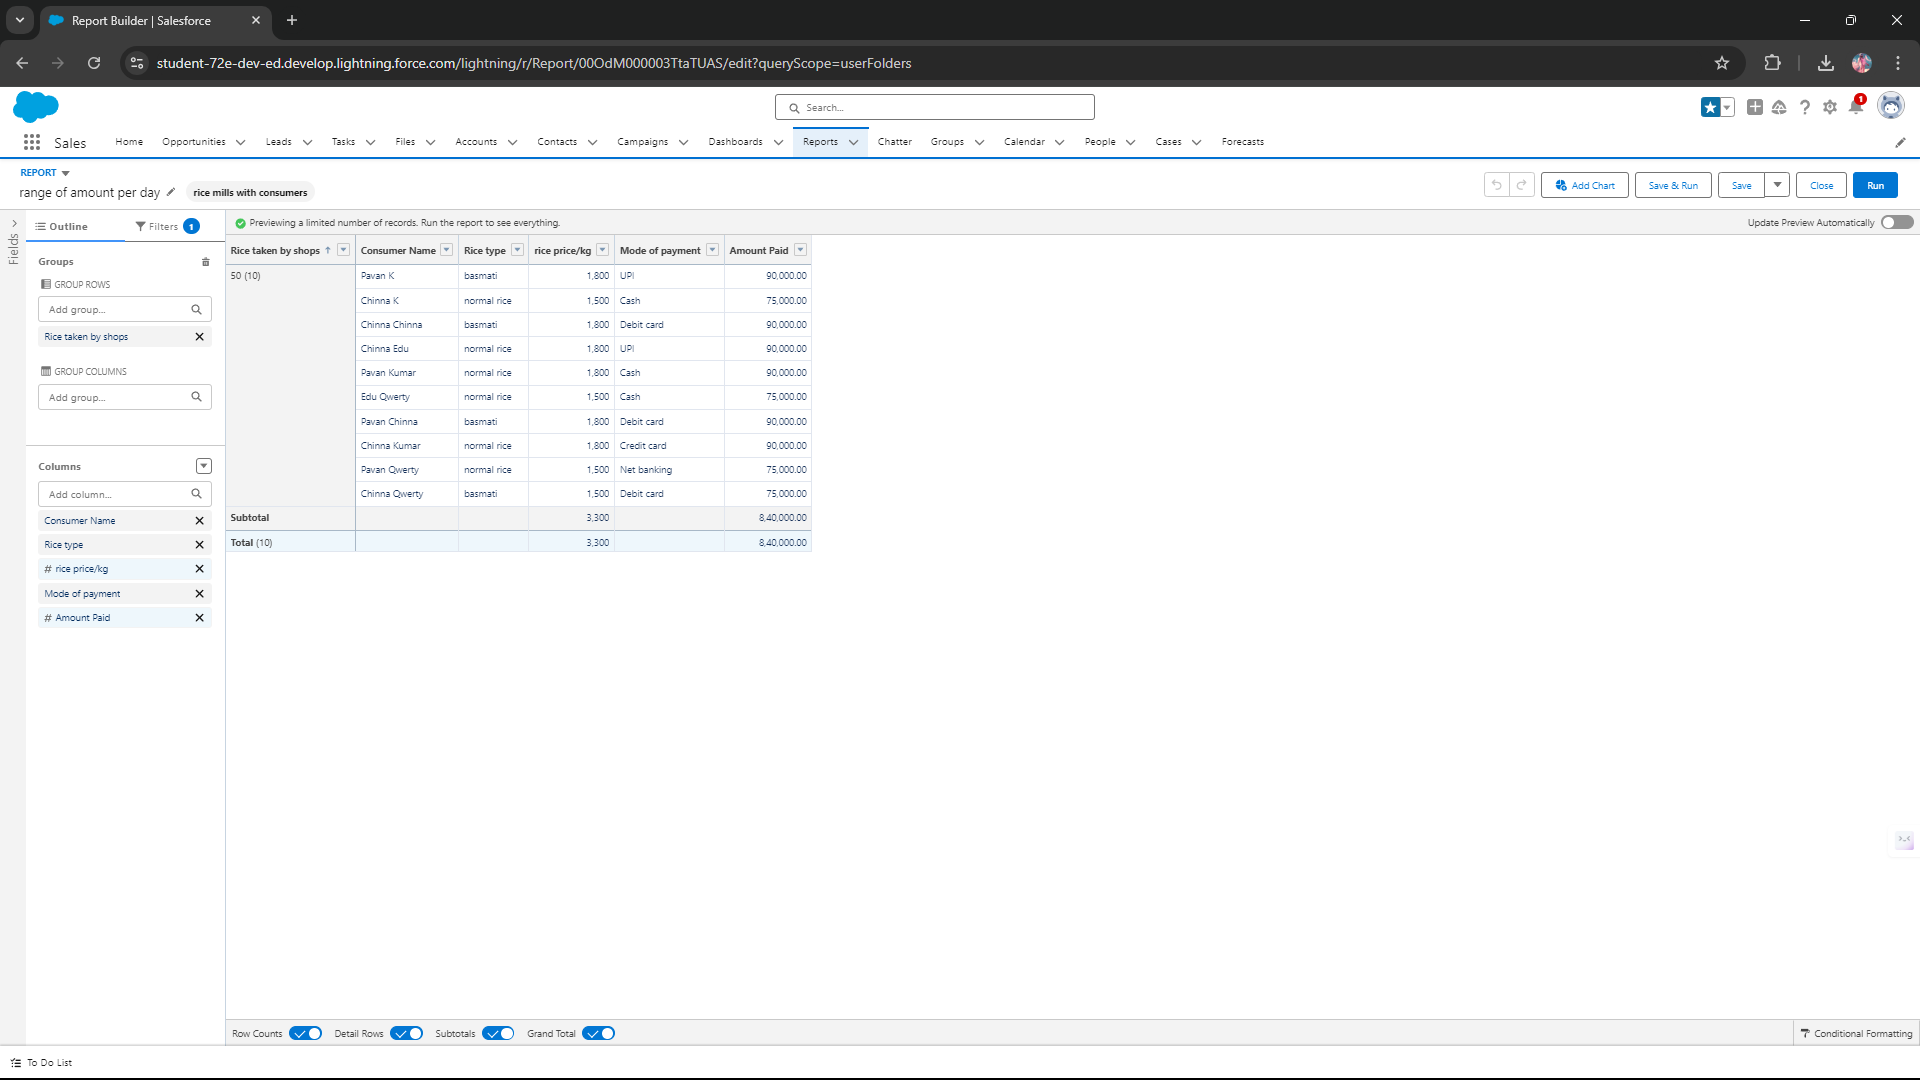 Report Builder | Salesforce
student-72e-dev-ed.develop.lightning.force.com/lightning/r/Report/00OdM000003TtaTUAS/edit?queryScope=userFolders
Search...
1
Sales Home Opportunities Leads Tasks Files Accounts Contacts Campaigns Dashboards Reports Chatter Groups Calendar People Cases Forecasts
REPORT
range of amount per day rice mills with consumers
Add Chart Save & Run Save Close Run
Fields
Outline Filters 1
Previewing a limited number of records. Run the report to see everything. Update Preview Automatically
Groups
GROUP ROWS
Add group...
Rice taken by shops
GROUP COLUMNS
Add group...
Columns
Add column...
Consumer Name
Rice type
# rice price/kg
Mode of payment
# Amount Paid
Rice taken by shops ↑ Consumer Name Rice type rice price/kg Mode of payment Amount Paid
50 (10) Pavan K basmati 1,800 UPI 90,000.00
Chinna K normal rice 1,500 Cash 75,000.00
Chinna Chinna basmati 1,800 Debit card 90,000.00
Chinna Edu normal rice 1,800 UPI 90,000.00
Pavan Kumar normal rice 1,800 Cash 90,000.00
Edu Qwerty normal rice 1,500 Cash 75,000.00
Pavan Chinna basmati 1,800 Debit card 90,000.00
Chinna Kumar normal rice 1,800 Credit card 90,000.00
Pavan Qwerty normal rice 1,500 Net banking 75,000.00
Chinna Qwerty basmati 1,500 Debit card 75,000.00
Subtotal 3,300 8,40,000.00
Total (10) 3,300 8,40,000.00
Row Counts Detail Rows Subtotals Grand Total Conditional Formatting
To Do List